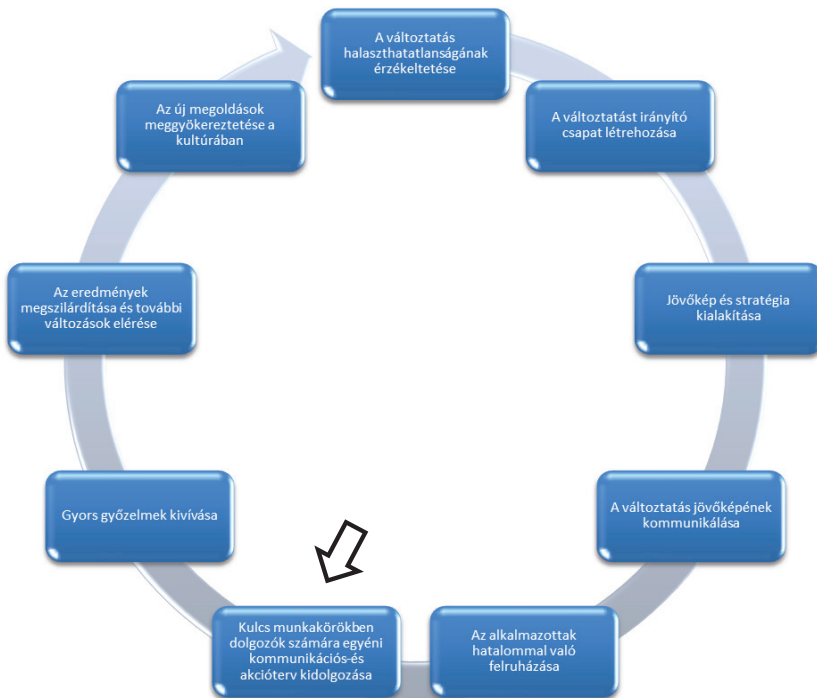 A változtatás
halaszthatatlanságának
érzékeltetése
A változtatást irányító
csapat létrehozása
Jövőkép és stratégia
kialakítása
A változtatás jövőképének
kommunikálása
Az alkalmazottak
hatalommal való
felruházása
Kulcs munkakörökben
dolgozók számára egyéni
kommunikációs-és
akcióterv kidolgozása
Gyors győzelmek kivívása
Az eredmények
megszilárdítása és további
változások elérése
Az új megoldások
meggyökereztetése a
kultúrában